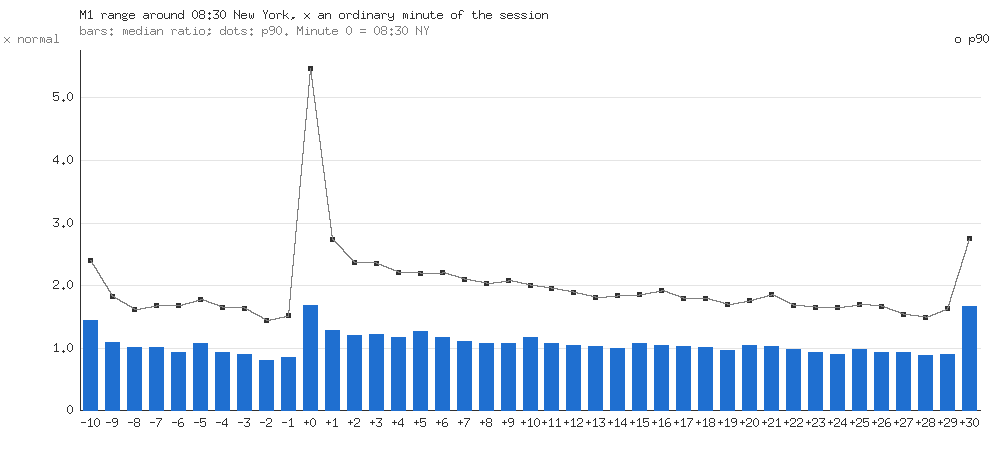 M1 range around 08:30 New York, x an ordinary minute of the session
bars: median ratio; dots: p90. Minute 0 = 08:30 NY
x normal
o p90
5.0
4.0
3.0
2.0
1.0
0
-10 -9 -8 -7 -6 -5 -4 -3 -2 -1 +0 +1 +2 +3 +4 +5 +6 +7 +8 +9 +10 +11 +12 +13 +14 +15 +16 +17 +18 +19 +20 +21 +22 +23 +24 +25 +26 +27 +28 +29 +30